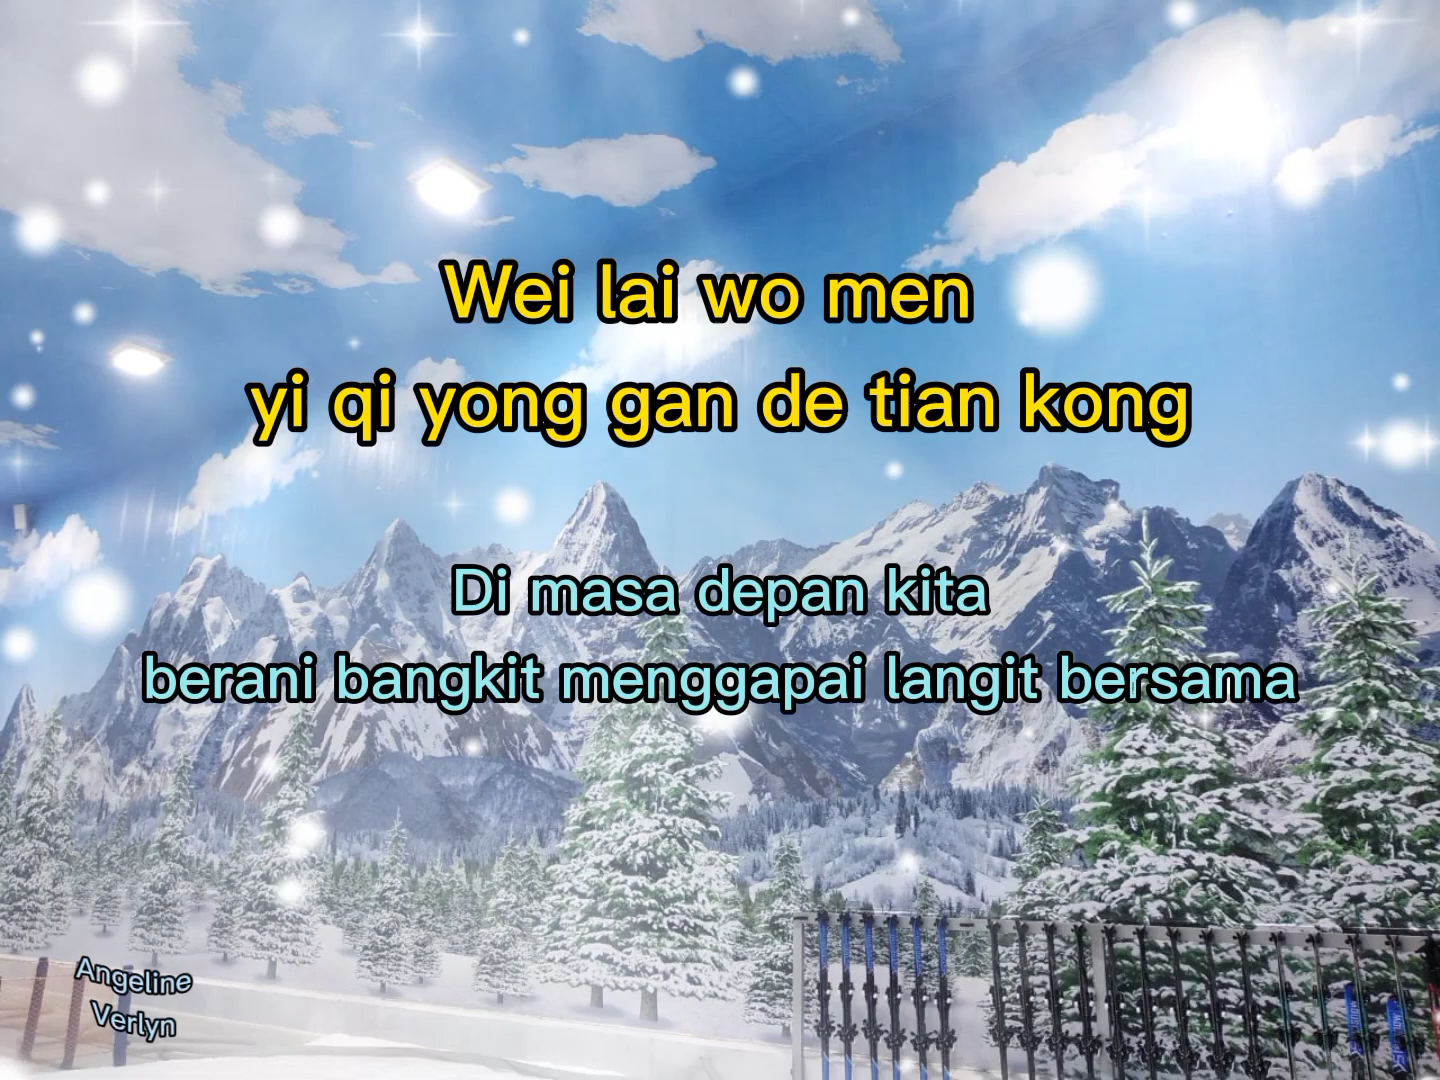 Wei lai wo men
yi qi yong gan de tian kong
Di masa depan kita
berani bangkit menggapai langit bersama
Angeline
Verlyn